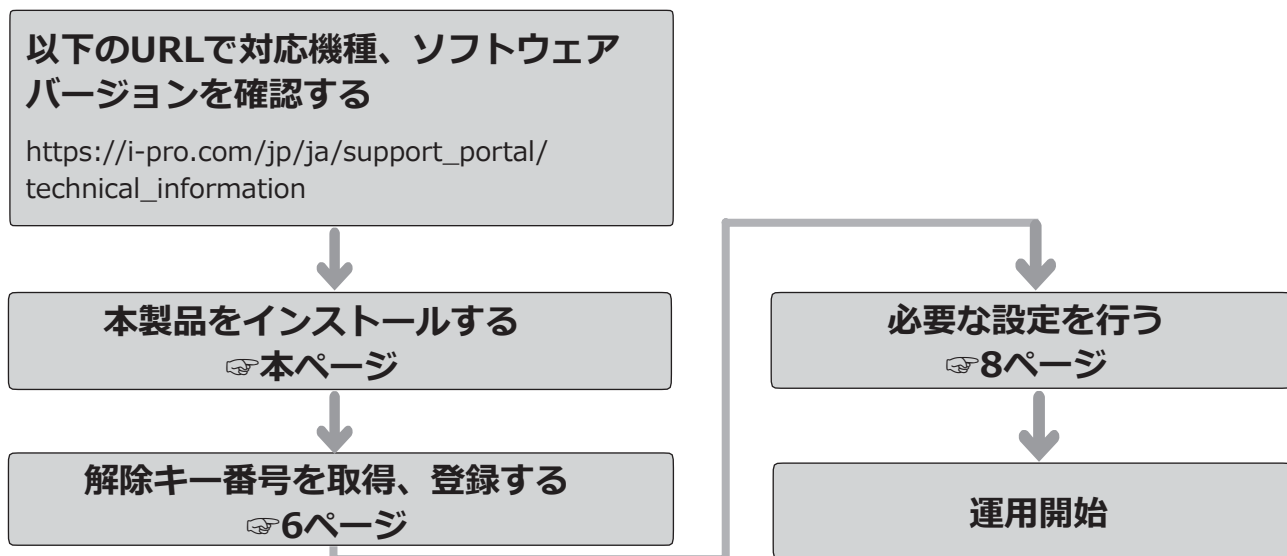 以下のURLで対応機種、ソフトウェア
バージョンを確認する
https://i-pro.com/jp/ja/support_portal/
technical_information
本製品をインストールする
☞本ページ
解除キー番号を取得、登録する
☞6ページ
必要な設定を行う
☞8ページ
運用開始